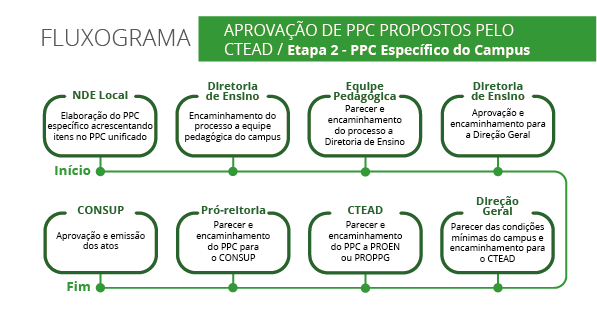 FLUXOGRAMA
APROVAÇÃO DE PPC PROPOSTOS PELO
CTEAD / Etapa 2 - PPC Específico do Campus
NDE Local
Elaboração do PPC
específico acrescentando
itens no PPC unificado
Diretoria
de Ensino
Encaminhamento do
processo a equipe
pedagógica do campus
Equipe
Pedagógica
Parecer e
encaminhamento
do processo a
Diretoria de Ensino
Diretoria
de Ensino
Aprovação e
encaminhamento para
a Direção Geral
Início
CONSUP
Aprovação e emissão
dos atos
Pró-reitoria
Parecer e
encaminhamento
do PPC para
o CONSUP
CTEAD
Parecer e
encaminhamento
do PPC a PROEN
ou PROPPG
Direção
Geral
Parecer das condições
mínimas do campus e
encaminhamento para
o CTEAD
Fim